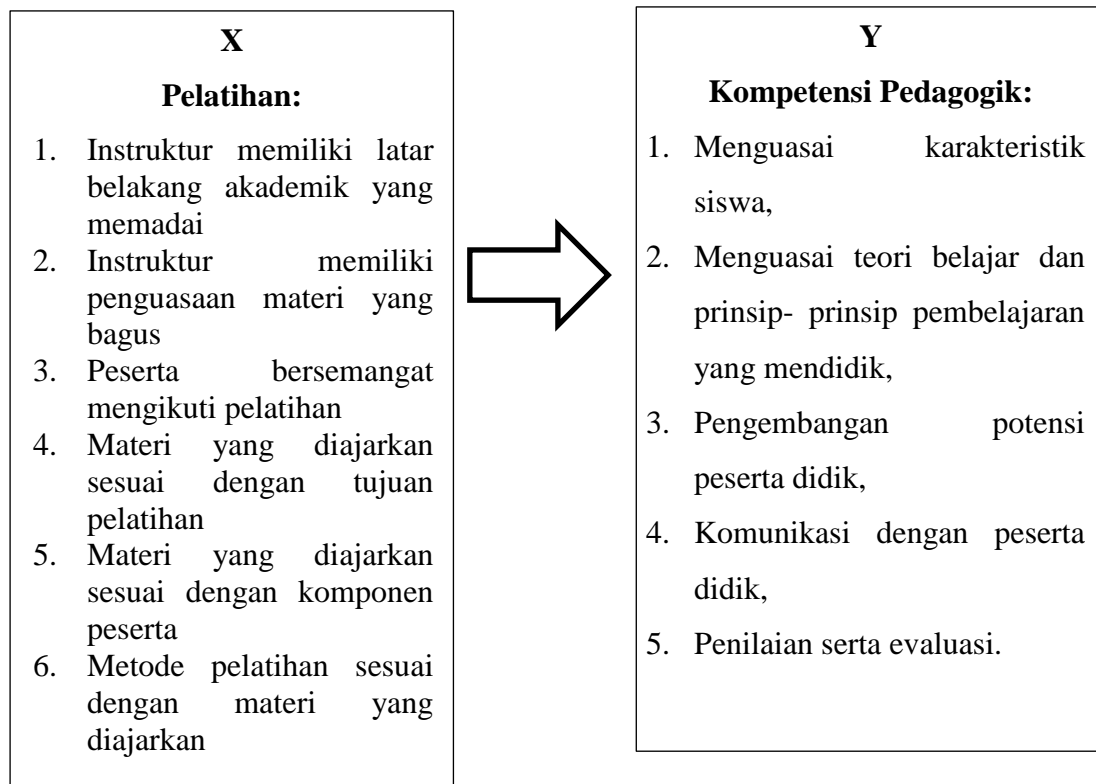 X
Pelatihan:
1. Instruktur memiliki latar
belakang akademik yang
memadai
2. Instruktur memiliki
penguasaan materi yang
bagus
3. Peserta bersemangat
mengikuti pelatihan
4. Materi yang diajarkan
sesuai dengan tujuan
pelatihan
5. Materi yang diajarkan
sesuai dengan komponen
peserta
6. Metode pelatihan sesuai
dengan materi yang
diajarkan
Y
Kompetensi Pedagogik:
1. Menguasai karakteristik
siswa,
2. Menguasai teori belajar dan
prinsip- prinsip pembelajaran
yang mendidik,
3. Pengembangan potensi
peserta didik,
4. Komunikasi dengan peserta
didik,
5. Penilaian serta evaluasi.